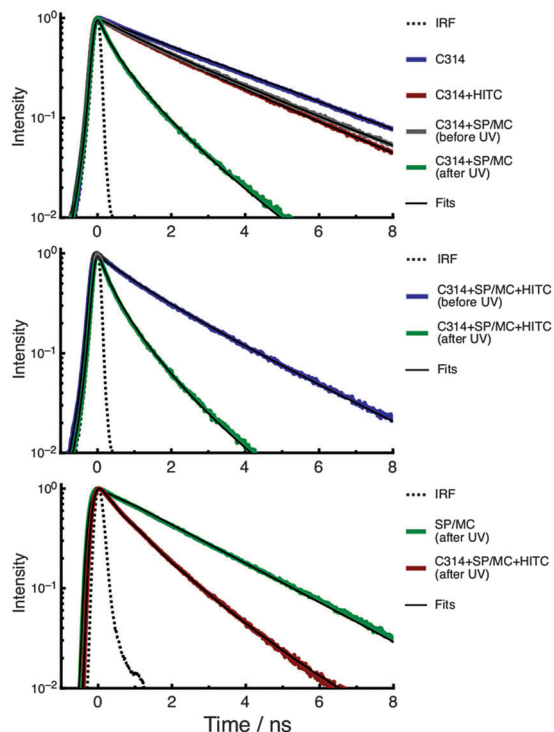 Intensity
10⁰
10⁻¹
10⁻²
0
2
4
6
8
IRF
C314
C314+HITC
C314+SP/MC
(before UV)
C314+SP/MC
(after UV)
Fits
Intensity
10⁰
10⁻¹
10⁻²
0
2
4
6
8
IRF
C314+SP/MC+HITC
(before UV)
C314+SP/MC+HITC
(after UV)
Fits
Intensity
10⁰
10⁻¹
10⁻²
0
2
4
6
8
Time / ns
IRF
SP/MC
(after UV)
C314+SP/MC+HITC
(after UV)
Fits